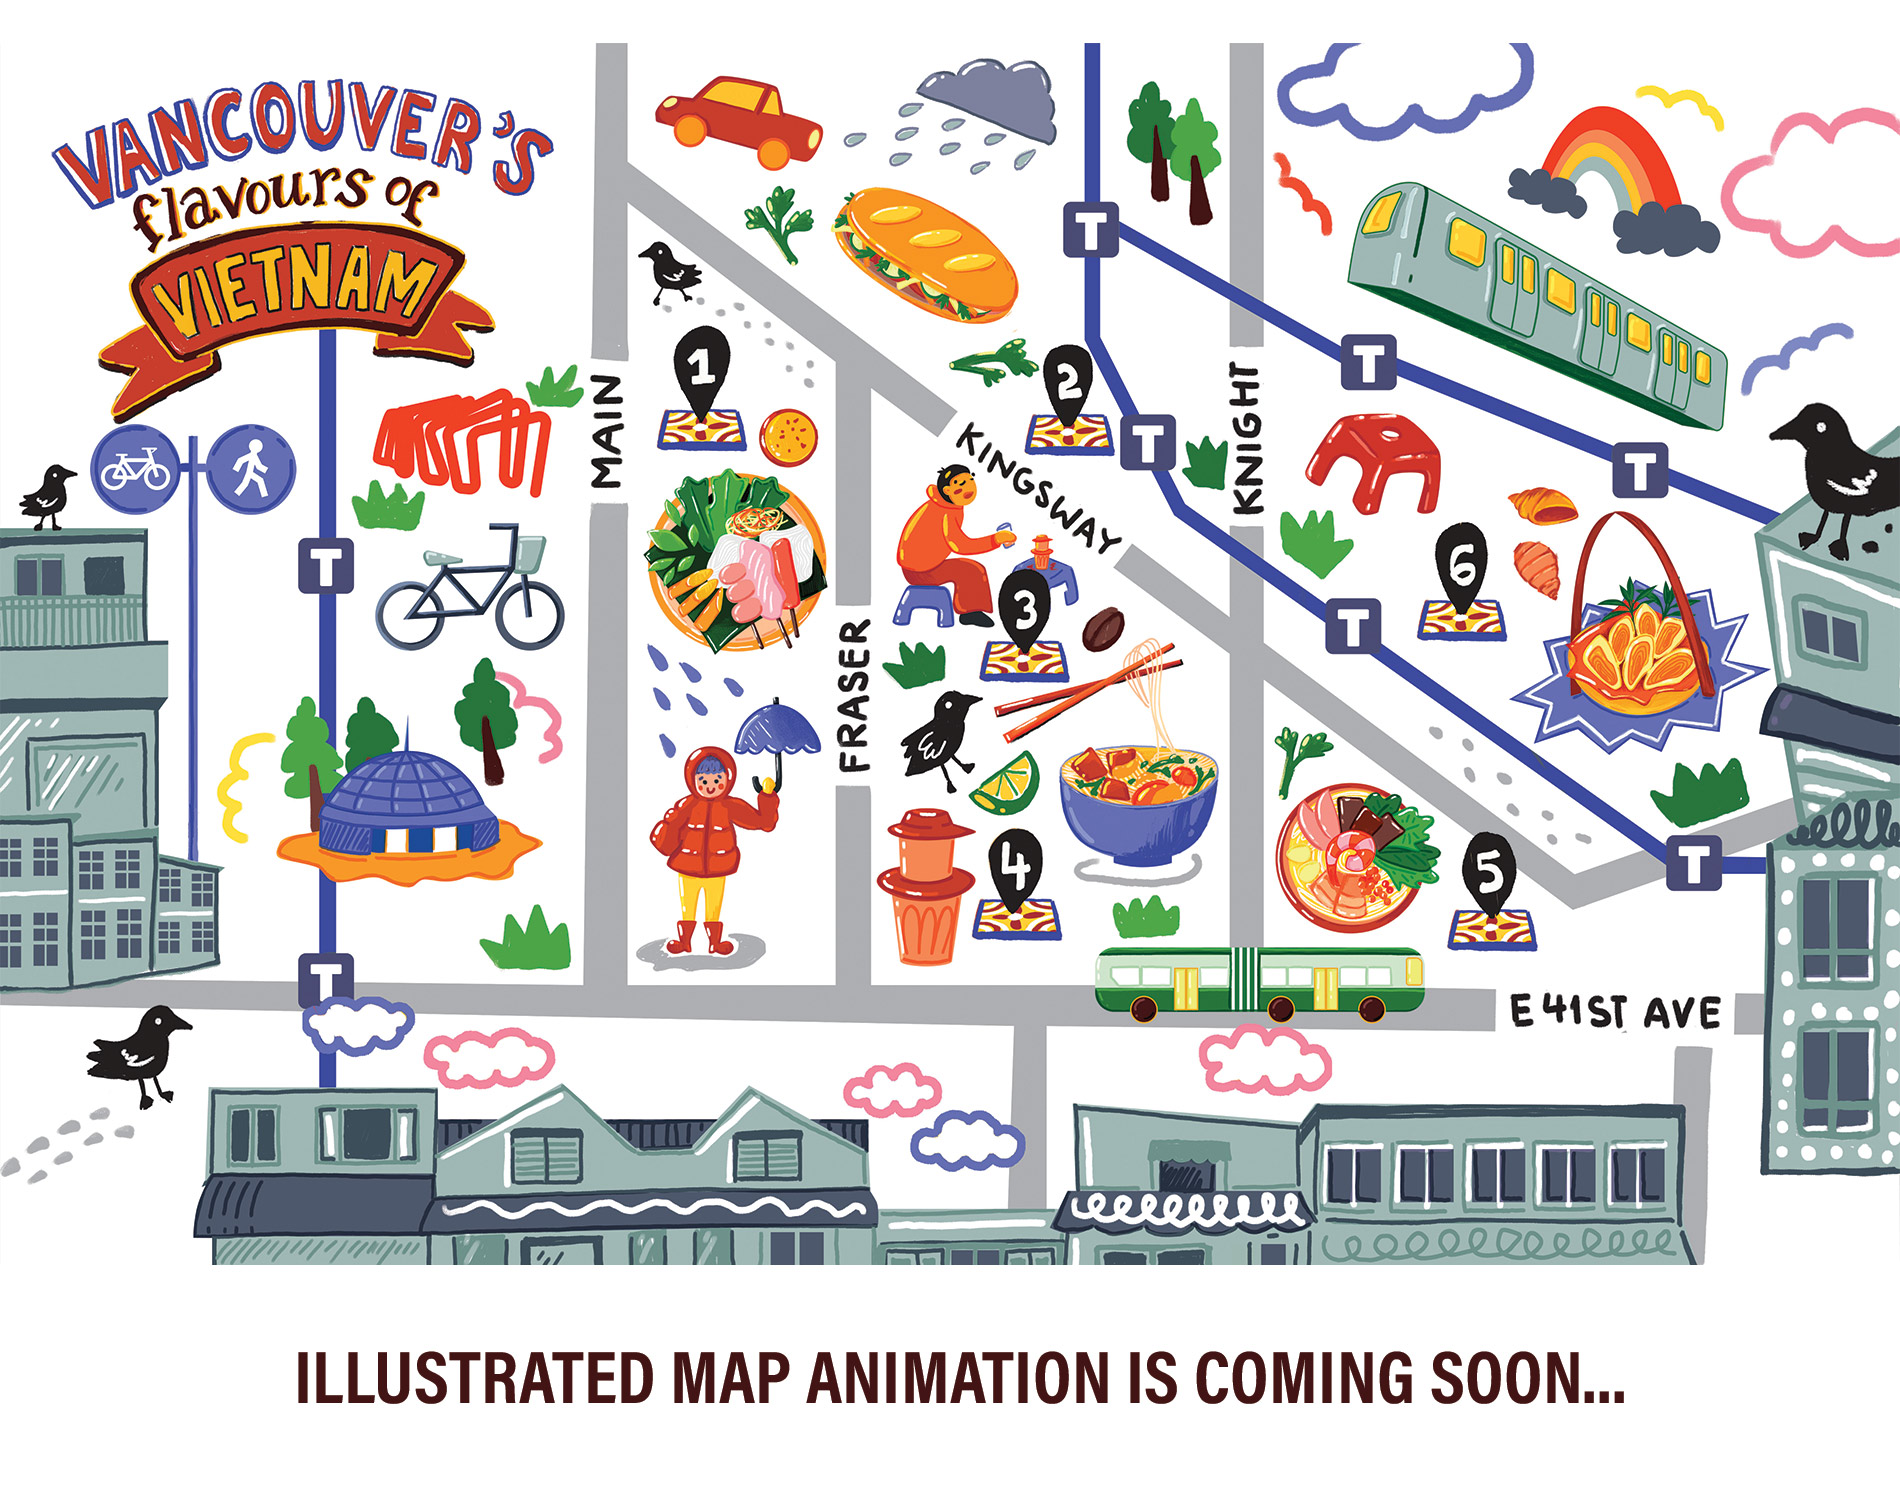 VANCOUVER'S
flavours of
VIETNAM
MAIN
1
2
KINGSWAY
KNIGHT
T
T
T
T
T
3
6
T
FRASER
4
5
T
T
E 41ST AVE
ILLUSTRATED MAP ANIMATION IS COMING SOON...